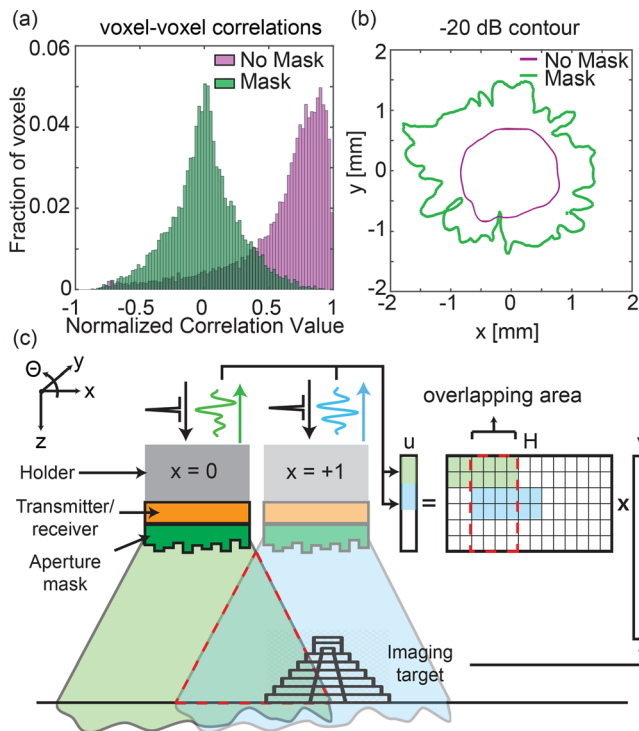 (a) voxel-voxel correlations
No Mask
Mask
Fraction of voxels
0.06
0.04
0.02
0
-1 -0.5 0 0.5 1
Normalized Correlation Value
(b) -20 dB contour
No Mask
Mask
y [mm]
2
1
0
-1
-2
-2 -1 0 1 2
x [mm]
(c)
Θ y
x
z
overlapping area
u H
Holder
x = 0 x = +1
= x
Transmitter/
receiver
Aperture
mask
Imaging
target